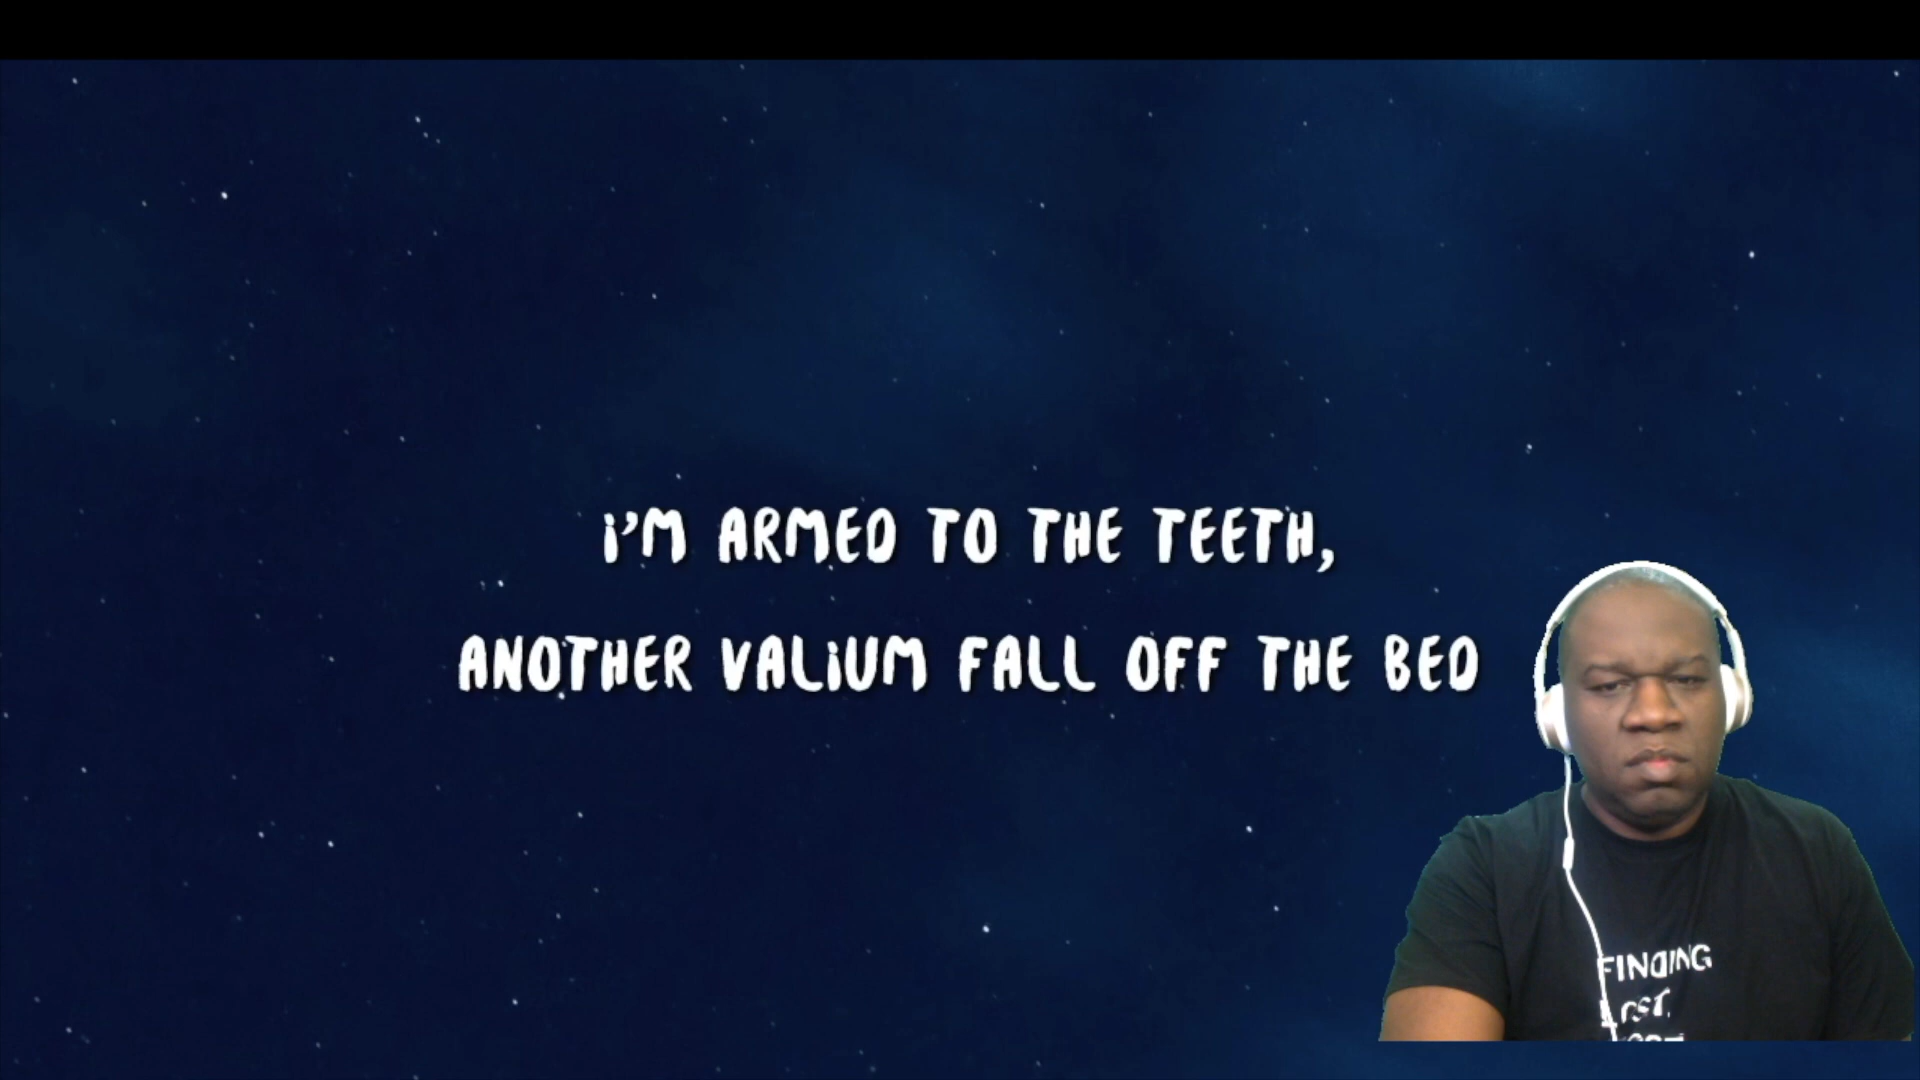 i'M ARMED TO THE TEETH,
ANOTHER VALiUM FALL OFF THE BED
FINDING